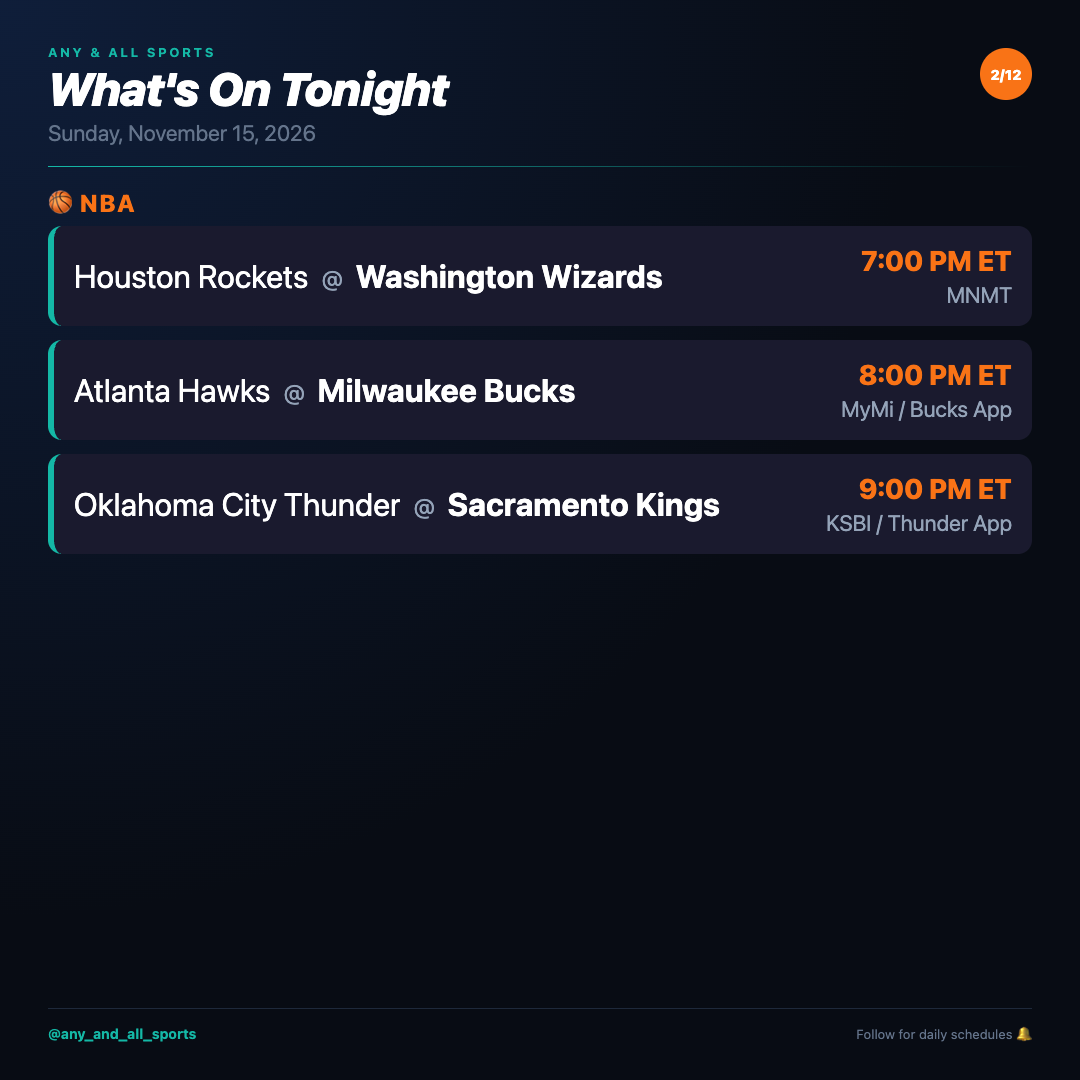 ANY & ALL SPORTS
What's On Tonight
Sunday, November 15, 2026
2/12
🏀 NBA
Houston Rockets @ Washington Wizards
7:00 PM ET
MNMT
Atlanta Hawks @ Milwaukee Bucks
8:00 PM ET
MyMi / Bucks App
Oklahoma City Thunder @ Sacramento Kings
9:00 PM ET
KSBI / Thunder App
@any_and_all_sports
Follow for daily schedules 🔔